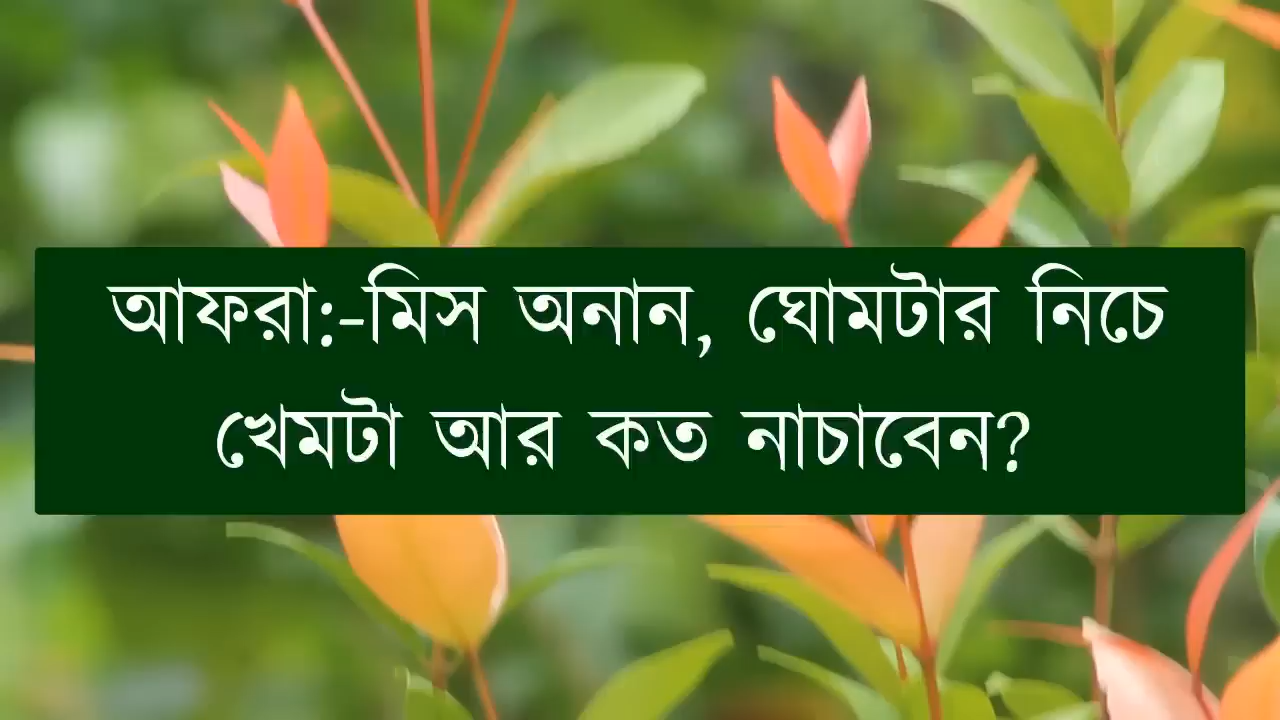 আফরা:-মিস অনান, ঘোমটার নিচে
খেমটা আর কত নাচাবেন?